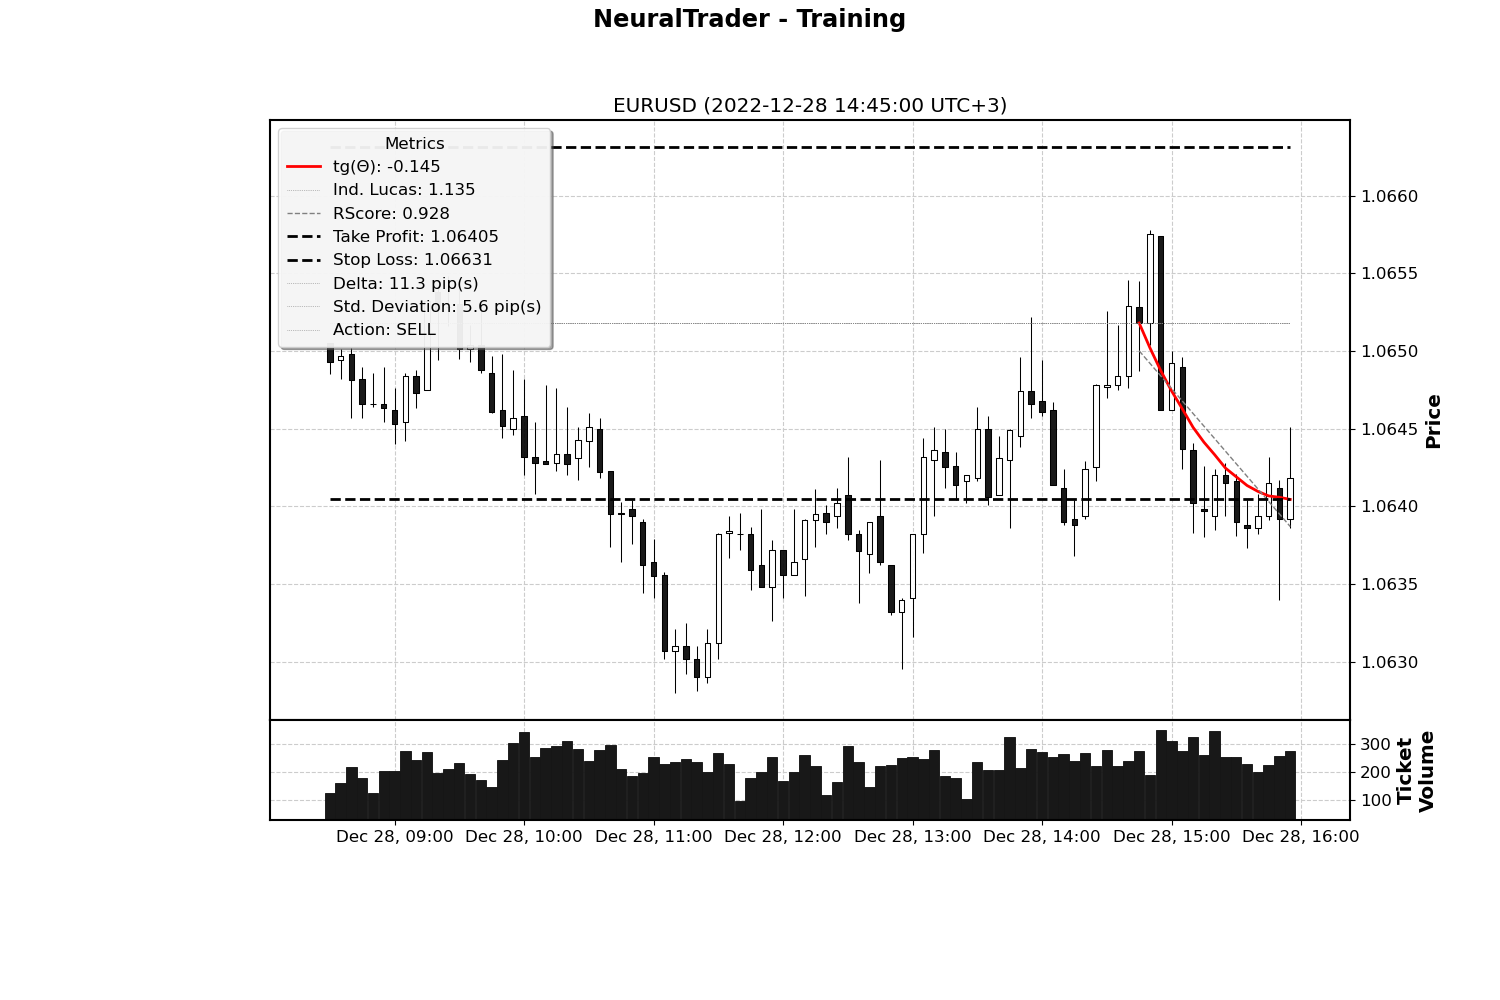 NeuralTrader - Training
EURUSD (2022-12-28 14:45:00 UTC+3)
Metrics
tg(Θ): -0.145
Ind. Lucas: 1.135
RScore: 0.928
Take Profit: 1.06405
Stop Loss: 1.06631
Delta: 11.3 pip(s)
Std. Deviation: 5.6 pip(s)
Action: SELL
1.0660
1.0655
1.0650
1.0645
1.0640
1.0635
1.0630
Price
300
200
100
Ticket
Volume
Dec 28, 09:00 Dec 28, 10:00 Dec 28, 11:00 Dec 28, 12:00 Dec 28, 13:00 Dec 28, 14:00 Dec 28, 15:00 Dec 28, 16:00